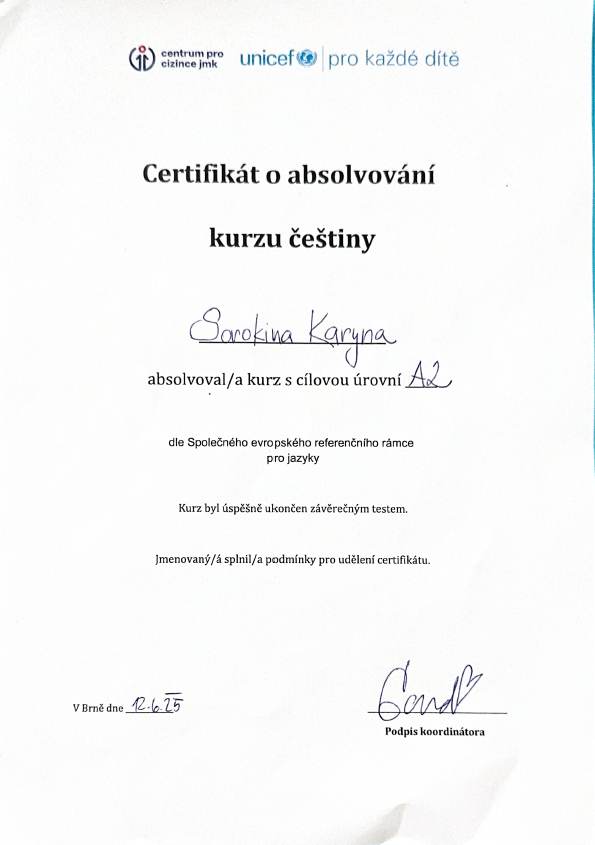 centrum pro
cizince jmk
unicef | pro každé dítě
Certifikát o absolvování
kurzu češtiny
Sorokina Karyna
absolvoval/a kurz s cílovou úrovní A2
dle Společného evropského referenčního rámce
pro jazyky
Kurz byl úspěšně ukončen závěrečným testem.
Jmenovaný/á splnil/a podmínky pro udělení certifikátu.
V Brně dne 12.6.25
Podpis koordinátora